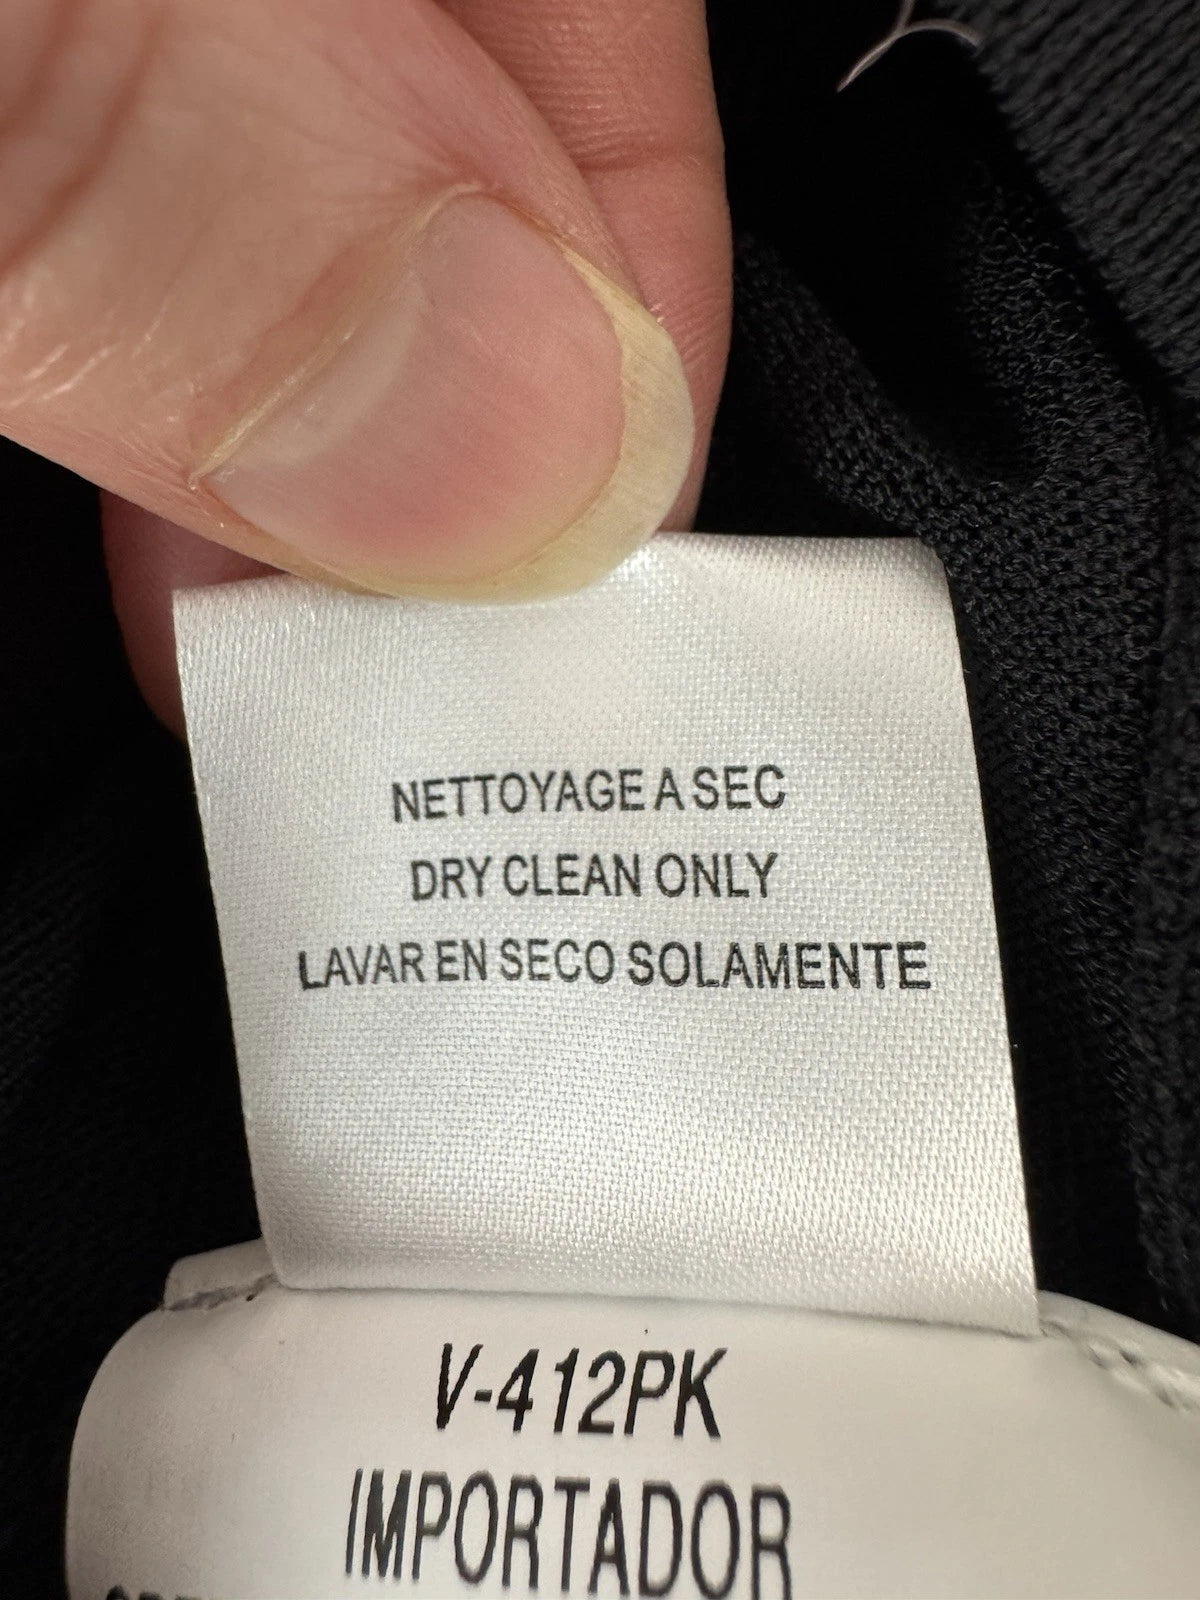 NETTOYAGE A SEC
DRY CLEAN ONLY
LAVAR EN SECO SOLAMENTE
V-412PK
IMPORTADOR